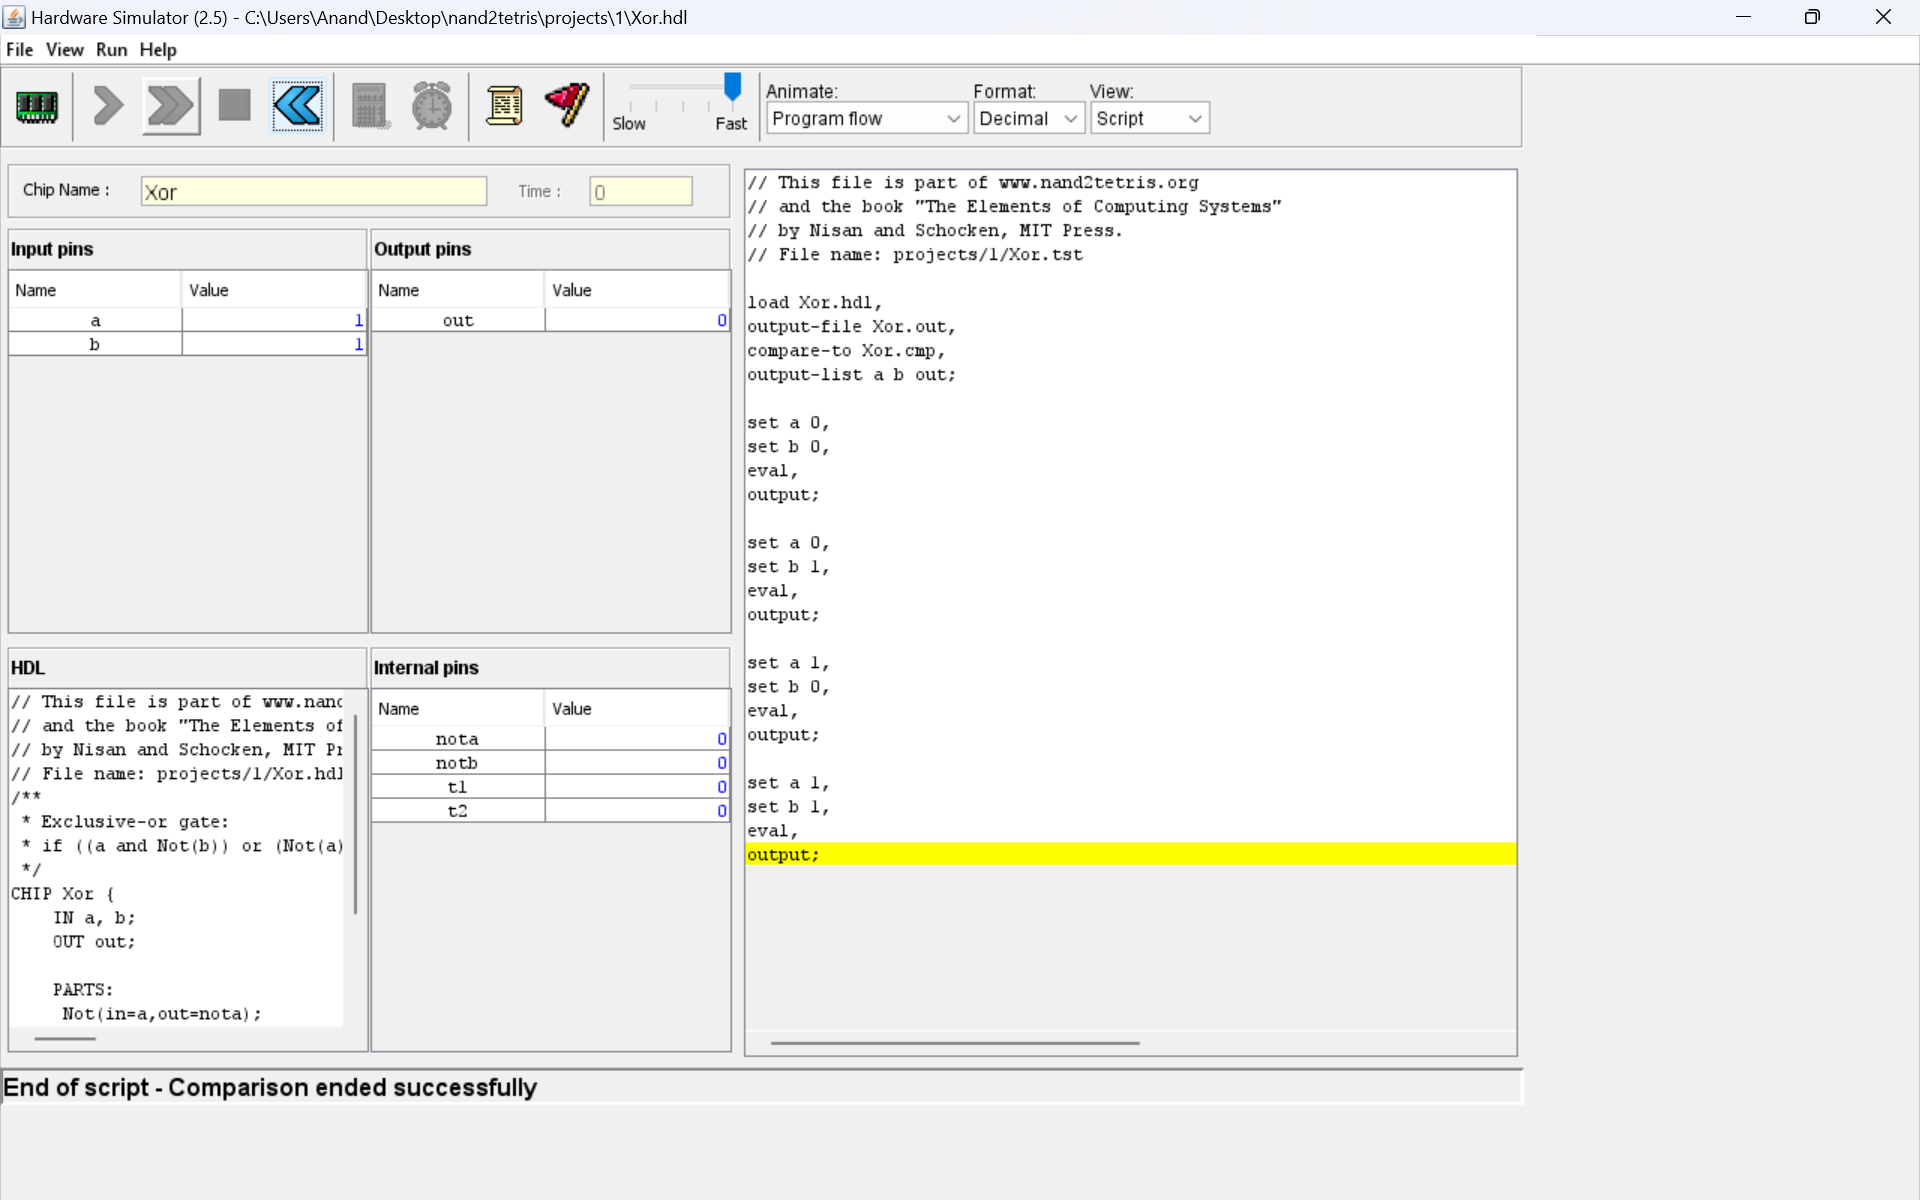 Hardware Simulator (2.5) - C:\Users\Anand\Desktop\nand2tetris\projects\1\Xor.hdl
File View Run Help
Slow Fast
Animate: Format: View:
Program flow Decimal Script
Chip Name : Xor Time : 0
Input pins
Name Value
a 1
b 1
Output pins
Name Value
out 0
HDL
// This file is part of www.nand
// and the book "The Elements of
// by Nisan and Schocken, MIT Pr
// File name: projects/1/Xor.hdl
/**
* Exclusive-or gate:
* if ((a and Not(b)) or (Not(a)
*/
CHIP Xor {
IN a, b;
OUT out;
PARTS:
Not(in=a,out=nota);
Internal pins
Name Value
nota 0
notb 0
t1 0
t2 0
// This file is part of www.nand2tetris.org
// and the book "The Elements of Computing Systems"
// by Nisan and Schocken, MIT Press.
// File name: projects/1/Xor.tst
load Xor.hdl,
output-file Xor.out,
compare-to Xor.cmp,
output-list a b out;
set a 0,
set b 0,
eval,
output;
set a 0,
set b 1,
eval,
output;
set a 1,
set b 0,
eval,
output;
set a 1,
set b 1,
eval,
output;
End of script - Comparison ended successfully